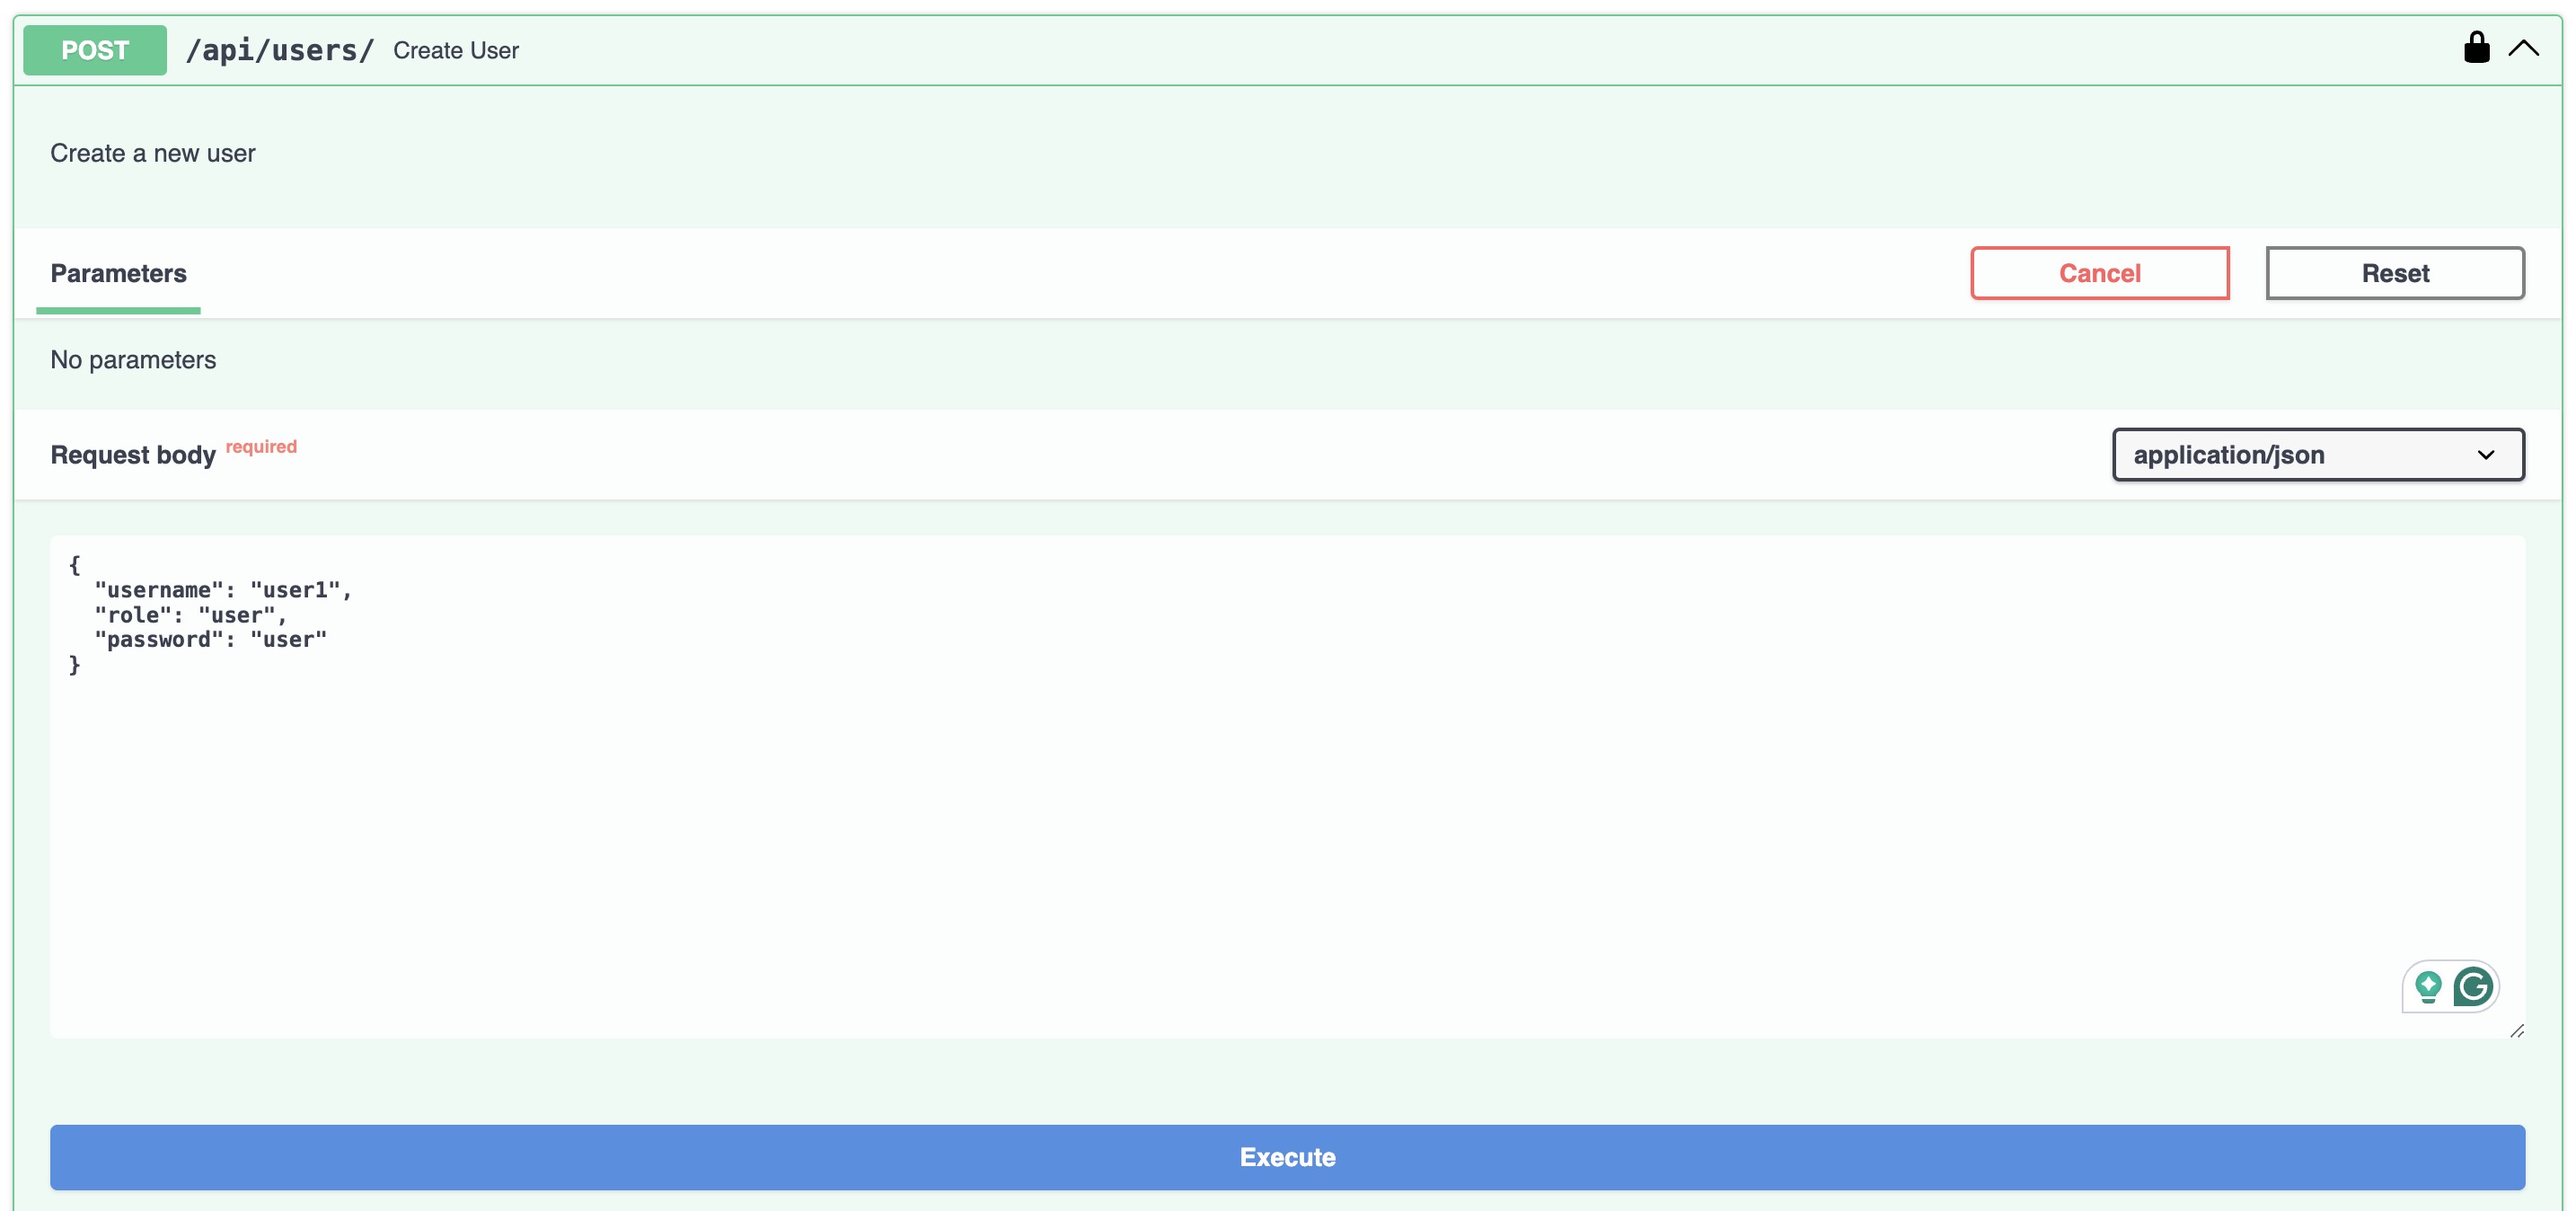 POST /api/users/ Create User
Create a new user
Parameters
Cancel
Reset
No parameters
Request body required
application/json
{
  "username": "user1",
  "role": "user",
  "password": "user"
}
Execute